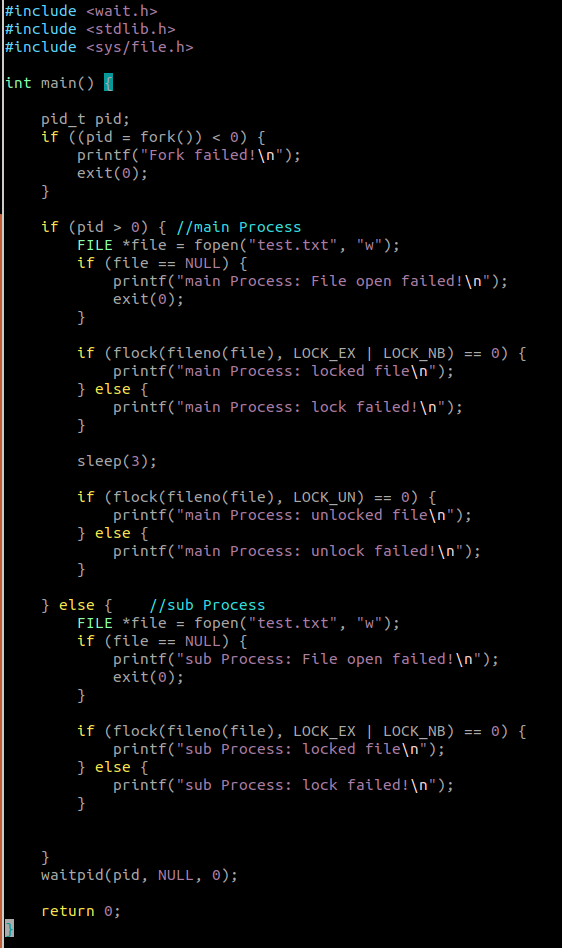 #include <wait.h>
#include <stdlib.h>
#include <sys/file.h>

int main() {

    pid_t pid;
    if ((pid = fork()) < 0) {
        printf("Fork failed!\n");
        exit(0);
    }

    if (pid > 0) { //main Process
        FILE *file = fopen("test.txt", "w");
        if (file == NULL) {
            printf("main Process: File open failed!\n");
            exit(0);
        }

        if (flock(fileno(file), LOCK_EX | LOCK_NB) == 0) {
            printf("main Process: locked file\n");
        } else {
            printf("main Process: lock failed!\n");
        }

        sleep(3);

        if (flock(fileno(file), LOCK_UN) == 0) {
            printf("main Process: unlocked file\n");
        } else {
            printf("main Process: unlock failed!\n");
        }

    } else {    //sub Process
        FILE *file = fopen("test.txt", "w");
        if (file == NULL) {
            printf("sub Process: File open failed!\n");
            exit(0);
        }

        if (flock(fileno(file), LOCK_EX | LOCK_NB) == 0) {
            printf("sub Process: locked file\n");
        } else {
            printf("sub Process: lock failed!\n");
        }


    }
    waitpid(pid, NULL, 0);

    return 0;
}